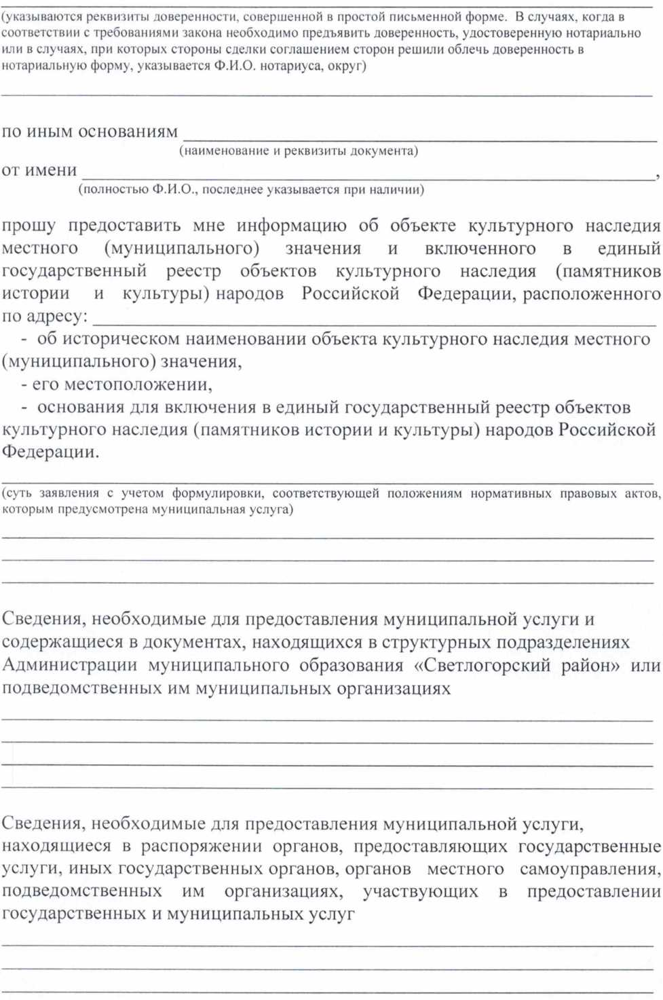 (указываются реквизиты доверенности, совершенной в простой письменной форме. В случаях, когда в
соответствии с требованиями закона необходимо предъявить доверенность, удостоверенную нотариально
или в случаях, при которых стороны сделки соглашением сторон решили облечь доверенность в
нотариальную форму, указывается Ф.И.О. нотариуса, округ)
по иным основаниям
(наименование и реквизиты документа)
от имени ,
(полностью Ф.И.О., последнее указывается при наличии)
прошу предоставить мне информацию об объекте культурного наследия
местного (муниципального) значения и включенного в единый
государственный реестр объектов культурного наследия (памятников
истории и культуры) народов Российской Федерации, расположенного
по адресу:
- об историческом наименовании объекта культурного наследия местного
(муниципального) значения,
- его местоположении,
- основания для включения в единый государственный реестр объектов
культурного наследия (памятников истории и культуры) народов Российской
Федерации.
(суть заявления с учетом формулировки, соответствующей положениям нормативных правовых актов,
которым предусмотрена муниципальная услуга)
Сведения, необходимые для предоставления муниципальной услуги и
содержащиеся в документах, находящихся в структурных подразделениях
Администрации муниципального образования «Светлогорский район» или
подведомственных им муниципальных организациях
Сведения, необходимые для предоставления муниципальной услуги,
находящиеся в распоряжении органов, предоставляющих государственные
услуги, иных государственных органов, органов местного самоуправления,
подведомственных им организациях, участвующих в предоставлении
государственных и муниципальных услуг